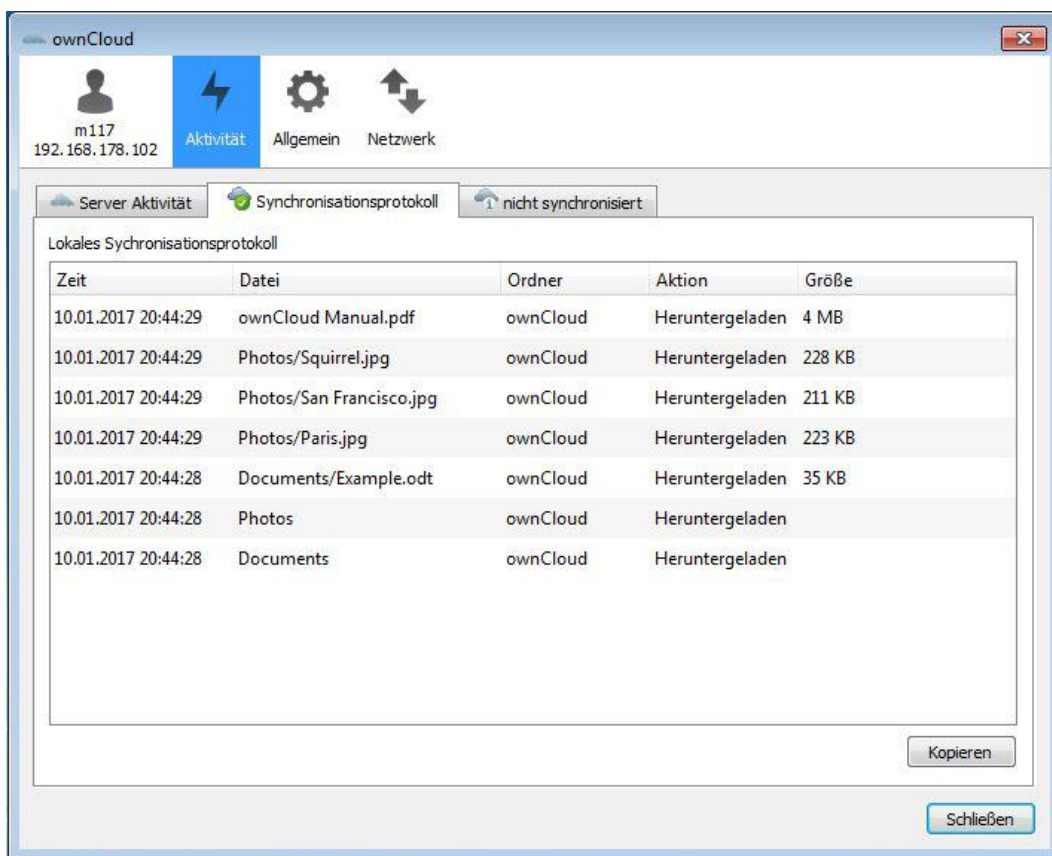 ownCloud
m117
192.168.178.102
Aktivität
Allgemein
Netzwerk
Server Aktivität
Synchronisationsprotokoll
nicht synchronisiert
Lokales Sychronisationsprotokoll
Zeit Datei Ordner Aktion Größe
10.01.2017 20:44:29 ownCloud Manual.pdf ownCloud Heruntergeladen 4 MB
10.01.2017 20:44:29 Photos/Squirrel.jpg ownCloud Heruntergeladen 228 KB
10.01.2017 20:44:29 Photos/San Francisco.jpg ownCloud Heruntergeladen 211 KB
10.01.2017 20:44:29 Photos/Paris.jpg ownCloud Heruntergeladen 223 KB
10.01.2017 20:44:28 Documents/Example.odt ownCloud Heruntergeladen 35 KB
10.01.2017 20:44:28 Photos ownCloud Heruntergeladen
10.01.2017 20:44:28 Documents ownCloud Heruntergeladen
Kopieren
Schließen